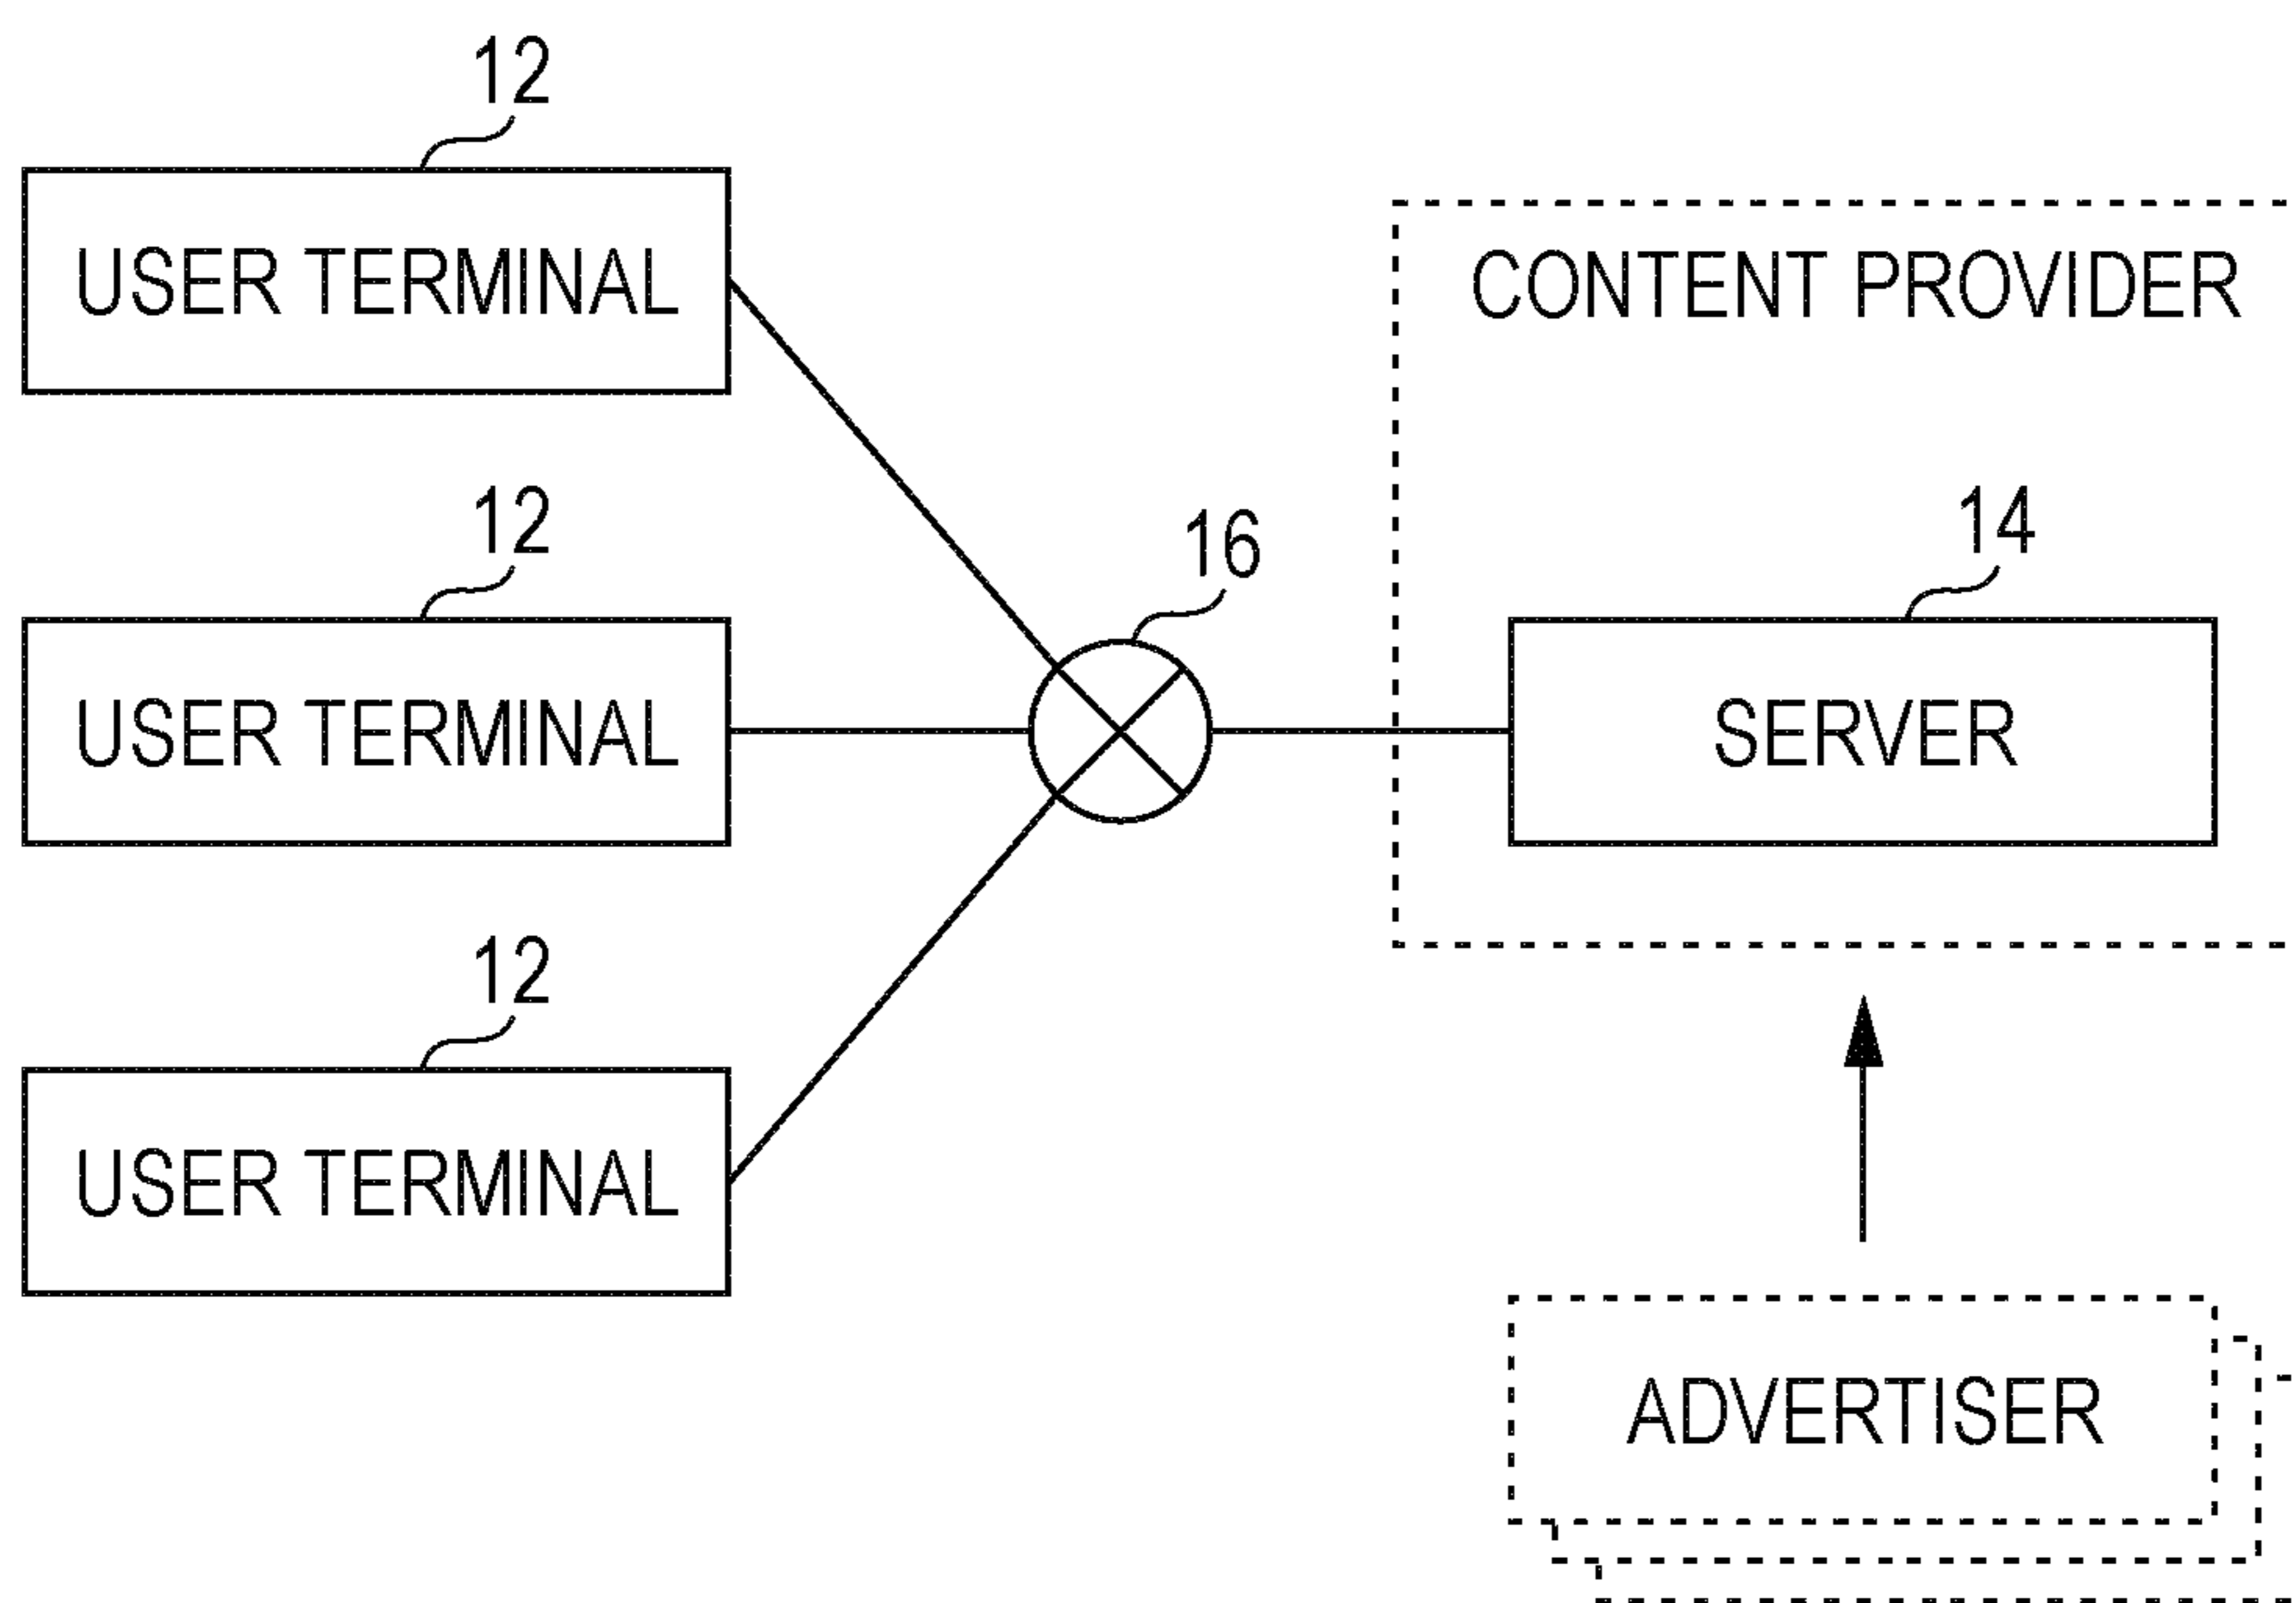 12
USER TERMINAL
CONTENT PROVIDER
12
16
14
USER TERMINAL
SERVER
12
USER TERMINAL
ADVERTISER